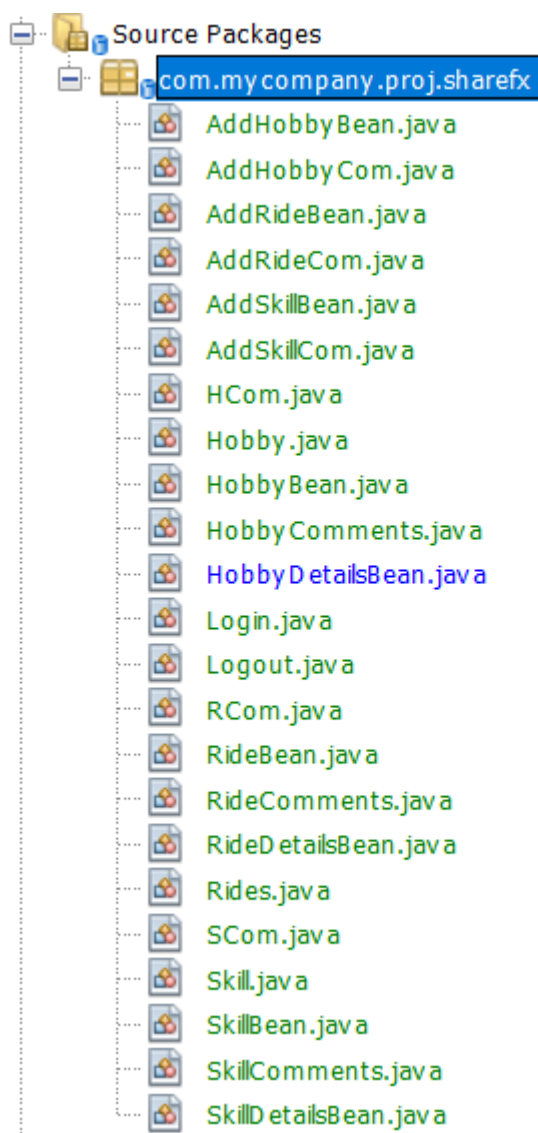 Source Packages
com.mycompany.proj.sharefx
AddHobbyBean.java
AddHobbyCom.java
AddRideBean.java
AddRideCom.java
AddSkillBean.java
AddSkillCom.java
HCom.java
Hobby.java
HobbyBean.java
HobbyComments.java
HobbyDetailsBean.java
Login.java
Logout.java
RCom.java
RideBean.java
RideComments.java
RideDetailsBean.java
Rides.java
SCom.java
Skill.java
SkillBean.java
SkillComments.java
SkillDetailsBean.java